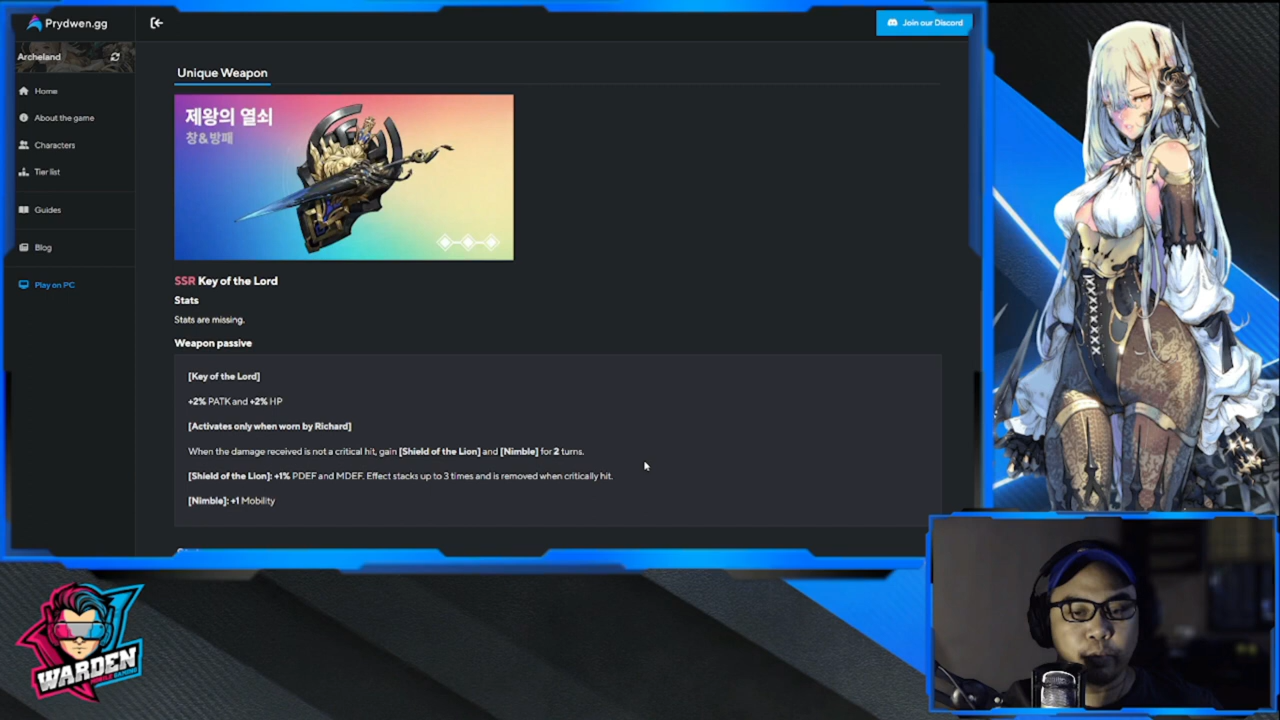 Prydwen.gg
Join our Discord
Archeland
Home
About the game
Characters
Tier list
Guides
Blog
Play on PC
Unique Weapon
제왕의 열쇠
창&방패
SSR Key of the Lord
Stats
Stats are missing.
Weapon passive
[Key of the Lord]
+2% PATK and +2% HP
[Activates only when worn by Richard]
When the damage received is not a critical hit, gain [Shield of the Lion] and [Nimble] for 2 turns.
[Shield of the Lion]: +1% PDEF and MDEF. Effect stacks up to 3 times and is removed when critically hit.
[Nimble]: +1 Mobility
WARDEN
MOBILE GAMING